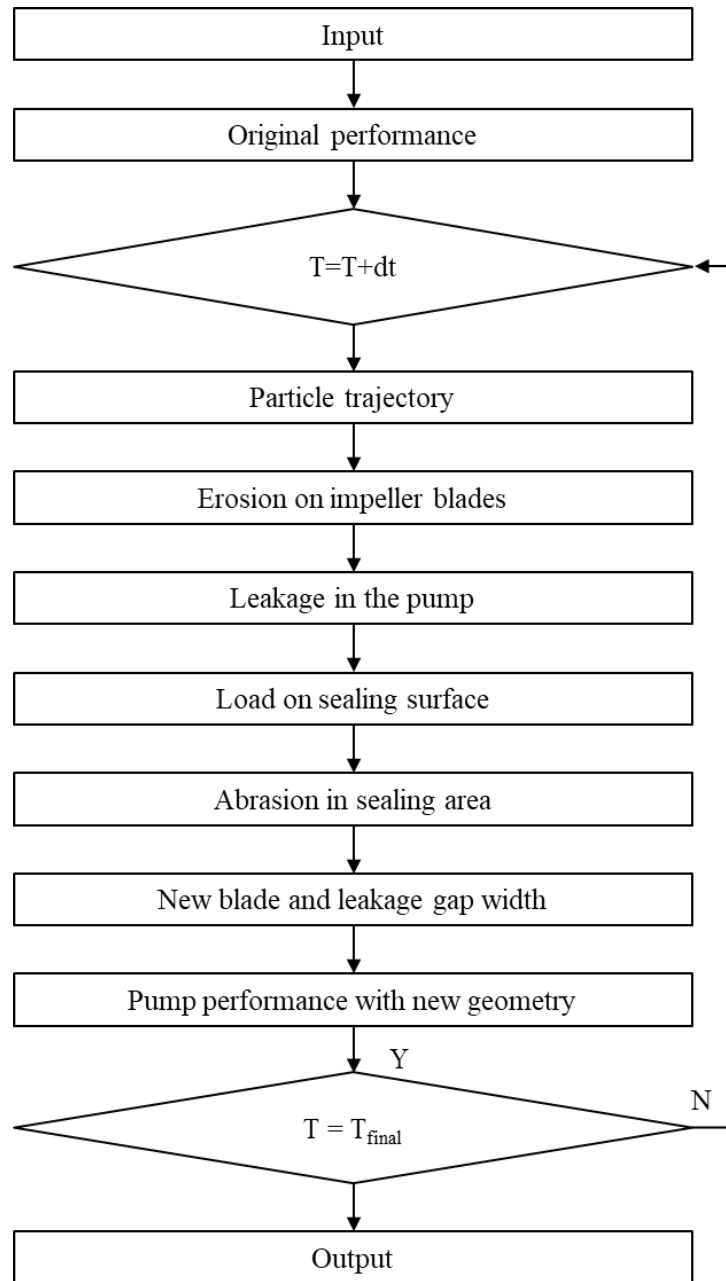 Input
Original performance
T=T+dt
Particle trajectory
Erosion on impeller blades
Leakage in the pump
Load on sealing surface
Abrasion in sealing area
New blade and leakage gap width
Pump performance with new geometry
Y
N
T = Tfinal
Output